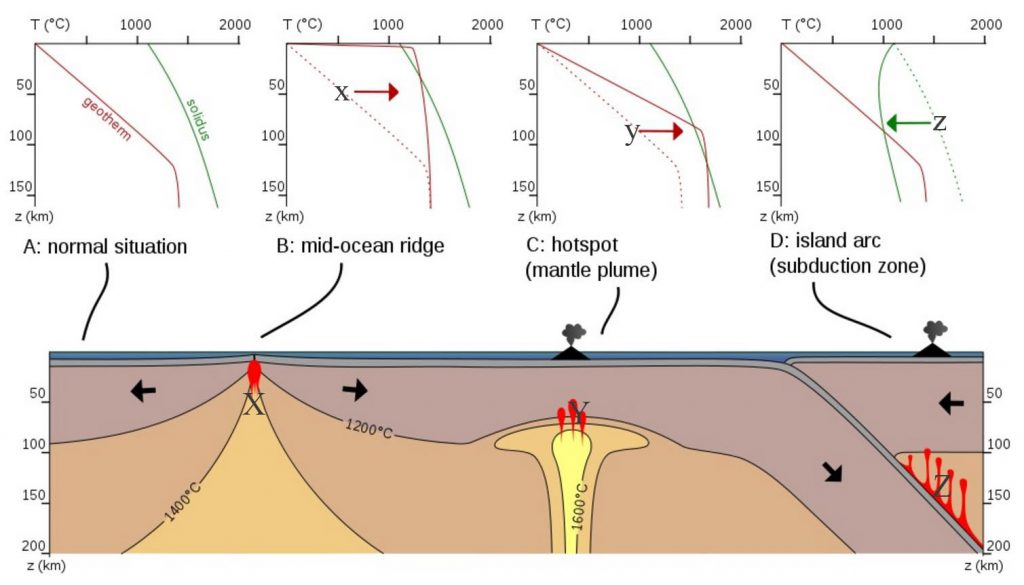 T (°C) 1000 2000
T (°C) 1000 2000
T (°C) 1000 2000
1000 2000
50
100
150
z (km)
geotherm
solidus
50
100
150
z (km)
x
50
100
150
z (km)
y
50
100
150
z (km)
z
A: normal situation
B: mid-ocean ridge
C: hotspot
(mantle plume)
D: island arc
(subduction zone)
50
100
150
200
z (km)
X
1200°C
1400°C
Y
1600°C
Z
50
100
150
200
z (km)